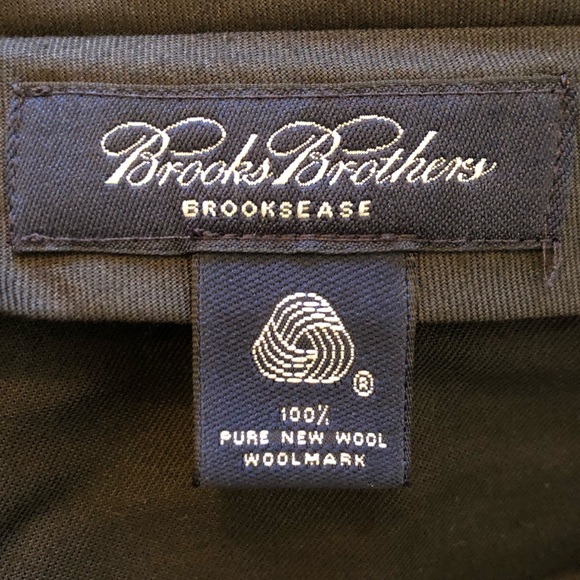 Brooks Brothers
BROOKSEASE
®
100%
PURE NEW WOOL
WOOLMARK